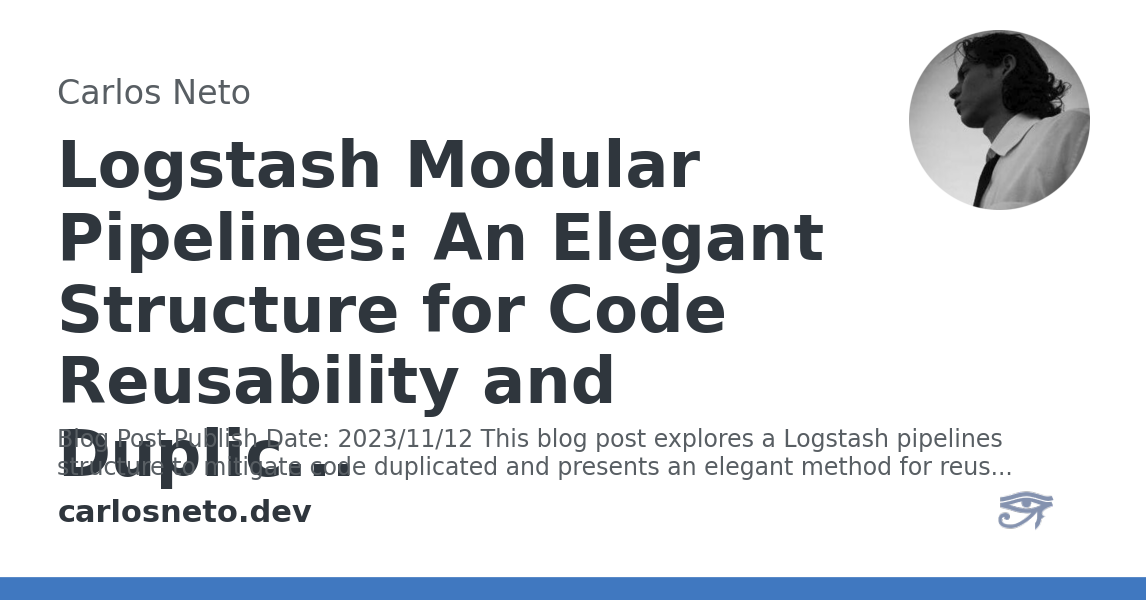 Carlos Neto
Logstash Modular
Pipelines: An Elegant
Structure for Code
Reusability and
Duplic...
Blog Post Publish Date: 2023/11/12 This blog post explores a Logstash pipelines
structure to mitigate code duplicated and presents an elegant method for reus...
carlosneto.dev